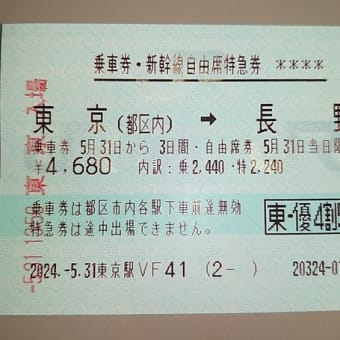 乗車券・新幹線自由席特急券 ****
東京(都区内) → 長野
乗車券 5月31日から 3日間・自由席券 5月31日当日限
¥4,680 内訳:乗2,440・特2,240
乗車券は都区市内各駅下車前途無効
特急券は途中出場できません。
東-優4割
2024.-5.31東京駅VF41 (2- ) 20324-0
東京 入場